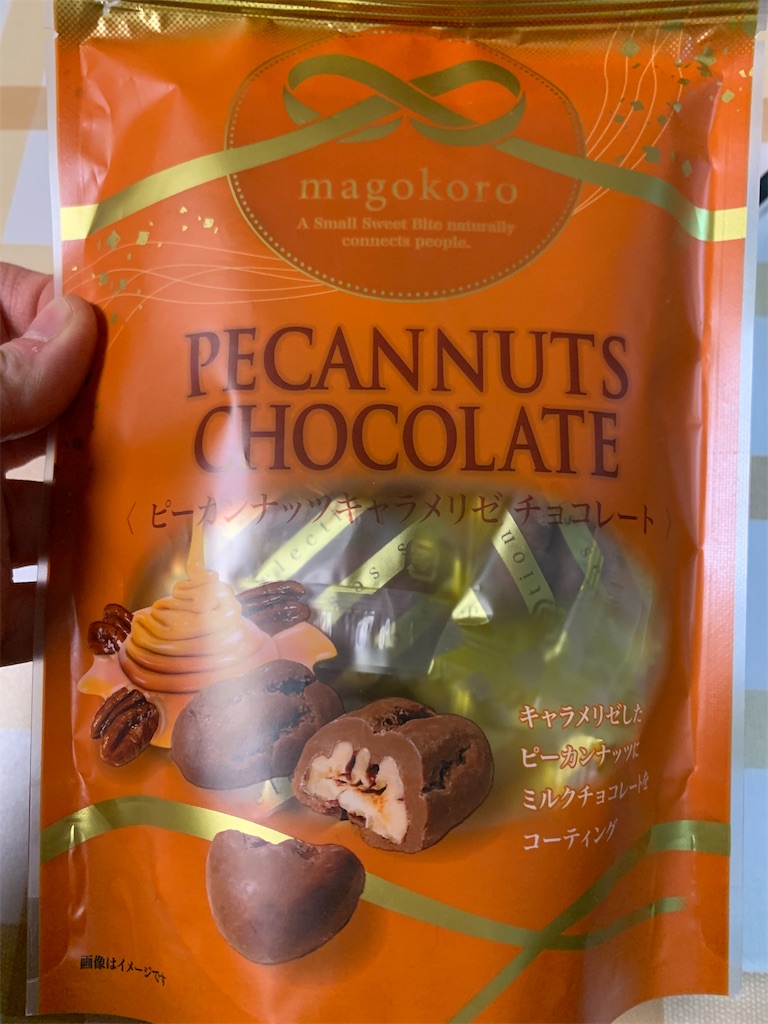 magokoro
A Small Sweet Bite naturally
connects people.
PECANNUTS
CHOCOLATE
〈 ピーカンナッツキャラメリゼ チョコレート 〉
キャラメリゼした
ピーカンナッツに
ミルクチョコレートを
コーティング
画像はイメージです